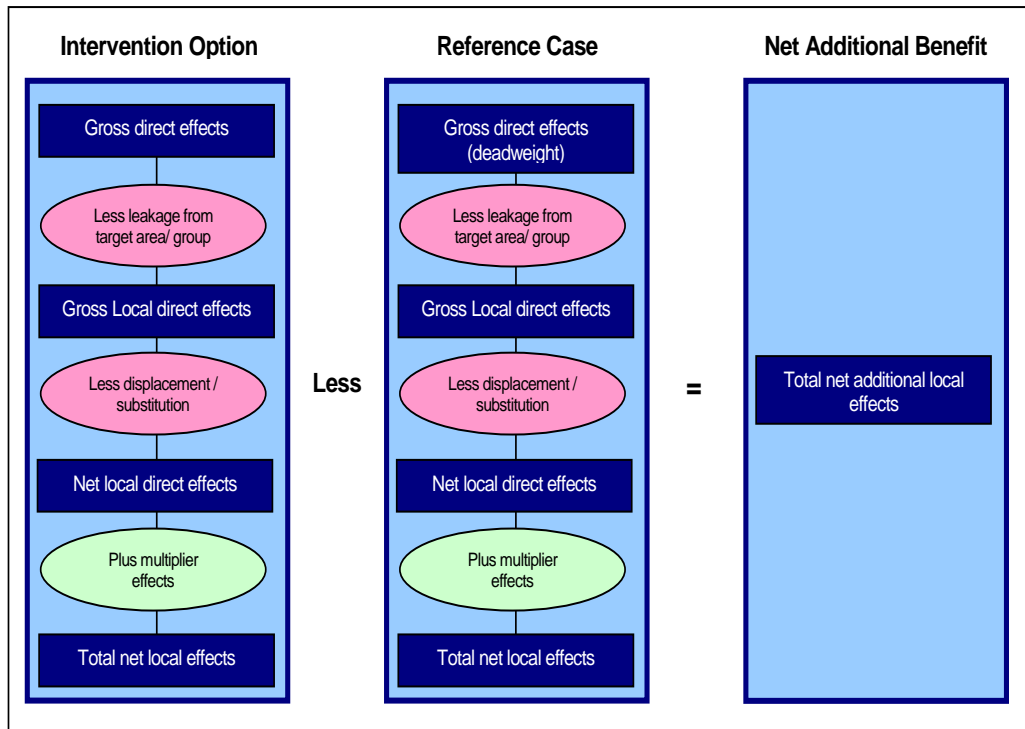 Intervention Option
Gross direct effects
Less leakage from
target area/ group
Gross Local direct effects
Less displacement /
substitution
Net local direct effects
Plus multiplier
effects
Total net local effects
Less
Reference Case
Gross direct effects
(deadweight)
Less leakage from
target area/ group
Gross Local direct effects
Less displacement /
substitution
Net local direct effects
Plus multiplier
effects
Total net local effects
=
Net Additional Benefit
Total net additional local
effects